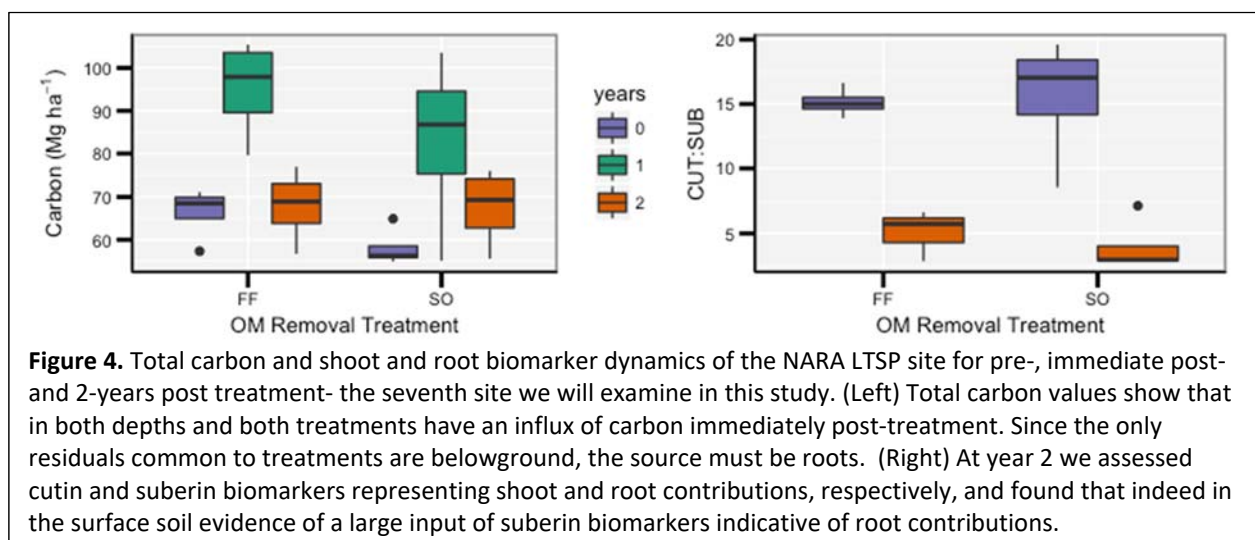 100
90
80
70
60
Carbon (Mg ha⁻¹)
FF
SO
OM Removal Treatment
years
0
1
2
20
15
10
5
CUT:SUB
FF
SO
OM Removal Treatment
Figure 4. Total carbon and shoot and root biomarker dynamics of the NARA LTSP site for pre-, immediate post-
and 2-years post treatment- the seventh site we will examine in this study. (Left) Total carbon values show that
in both depths and both treatments have an influx of carbon immediately post-treatment. Since the only
residuals common to treatments are belowground, the source must be roots. (Right) At year 2 we assessed
cutin and suberin biomarkers representing shoot and root contributions, respectively, and found that indeed in
the surface soil evidence of a large input of suberin biomarkers indicative of root contributions.